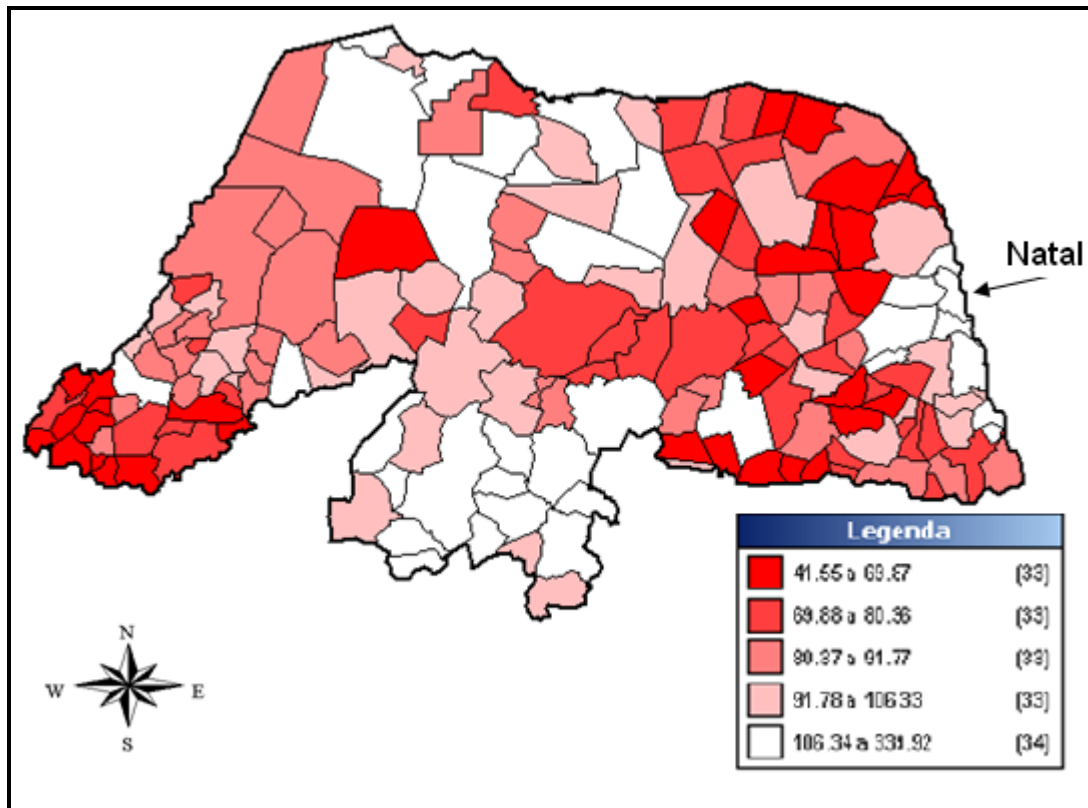 Natal
Legenda
41.55 a 69.87 (33)
69.88 a 80.36 (33)
80.37 a 91.77 (33)
91.78 a 106.33 (33)
106.34 a 331.92 (34)
N
W E
S